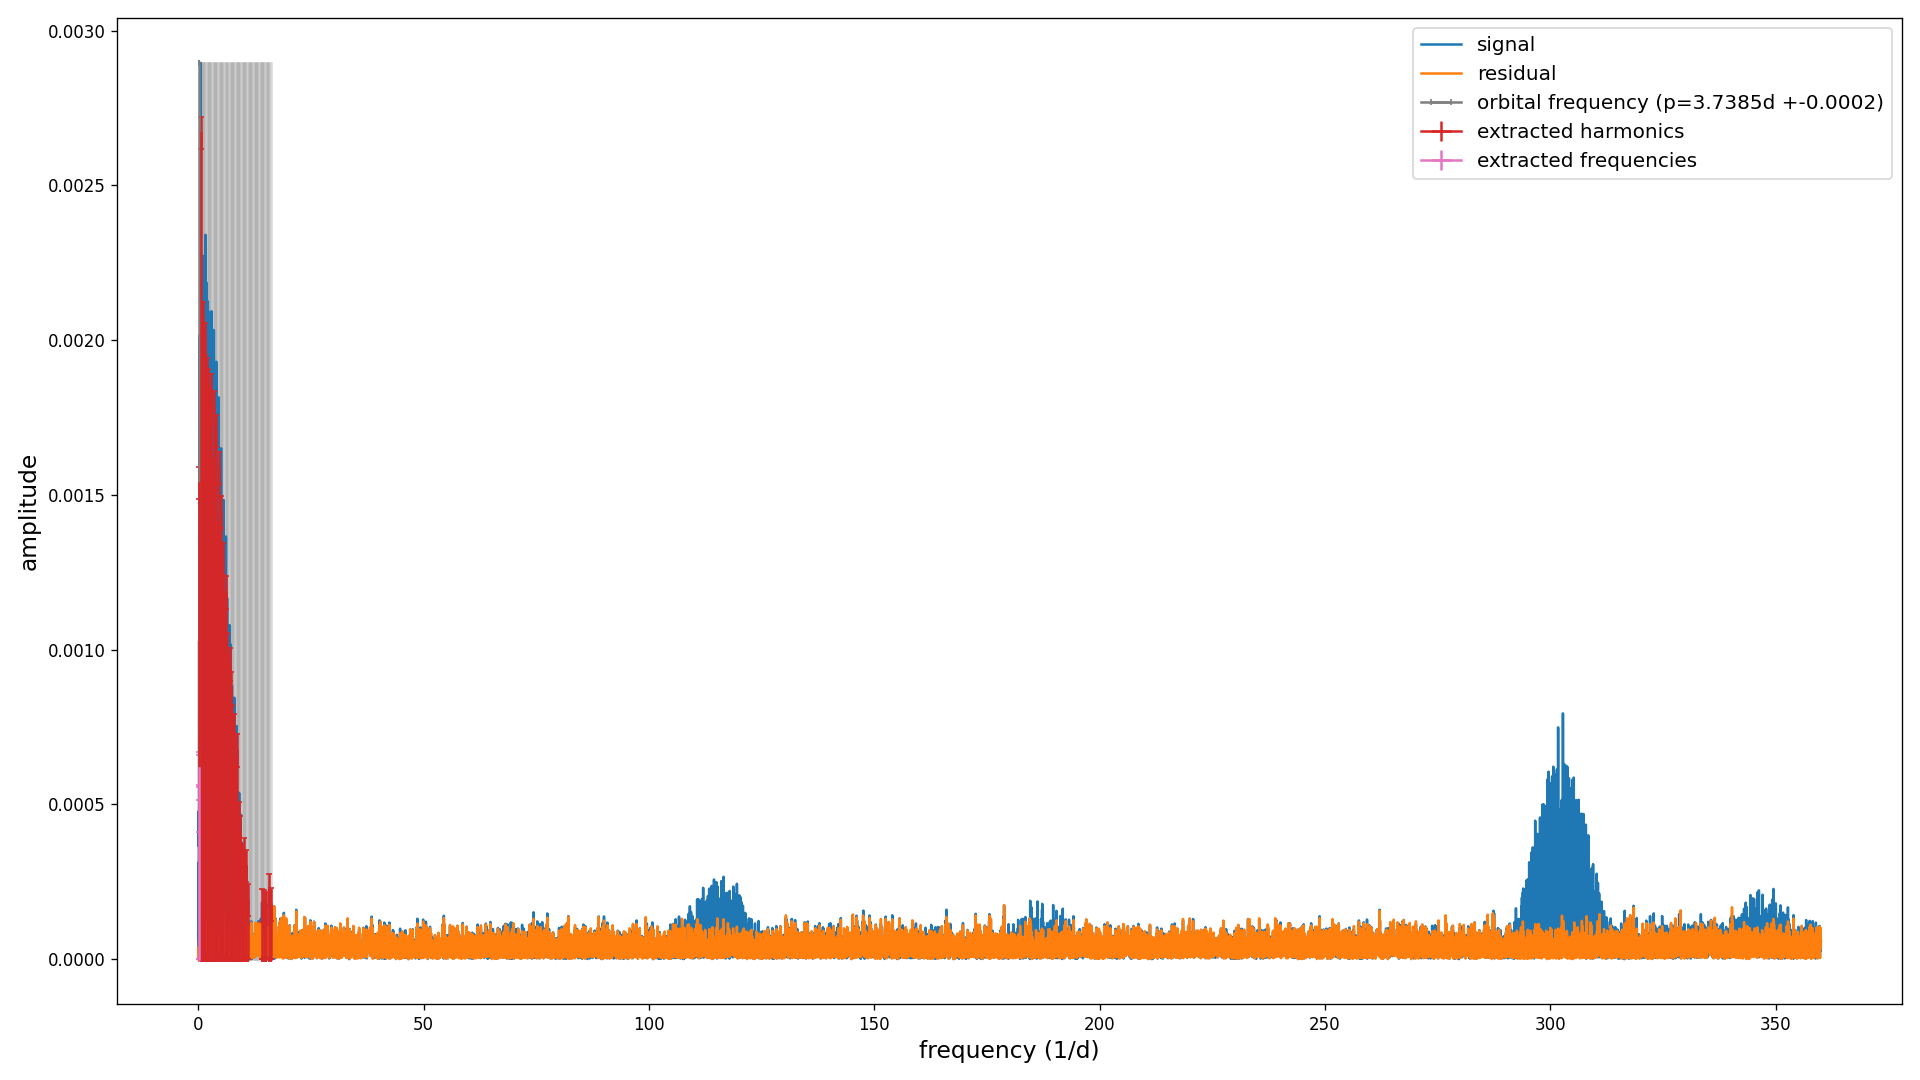 0.0030
0.0025
0.0020
0.0015
0.0010
0.0005
0.0000
amplitude
0
50
100
150
200
250
300
350
frequency (1/d)
signal
residual
orbital frequency (p=3.7385d +-0.0002)
extracted harmonics
extracted frequencies